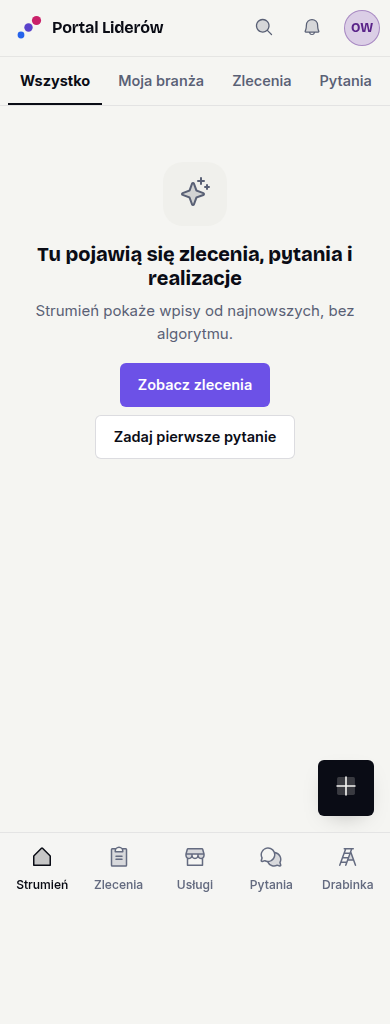 Portal Liderów
OW
Wszystko Moja branża Zlecenia Pytania
Tu pojawią się zlecenia, pytania i
realizacje
Strumień pokaże wpisy od najnowszych, bez
algorytmu.
Zobacz zlecenia
Zadaj pierwsze pytanie
Strumień Zlecenia Usługi Pytania Drabinka